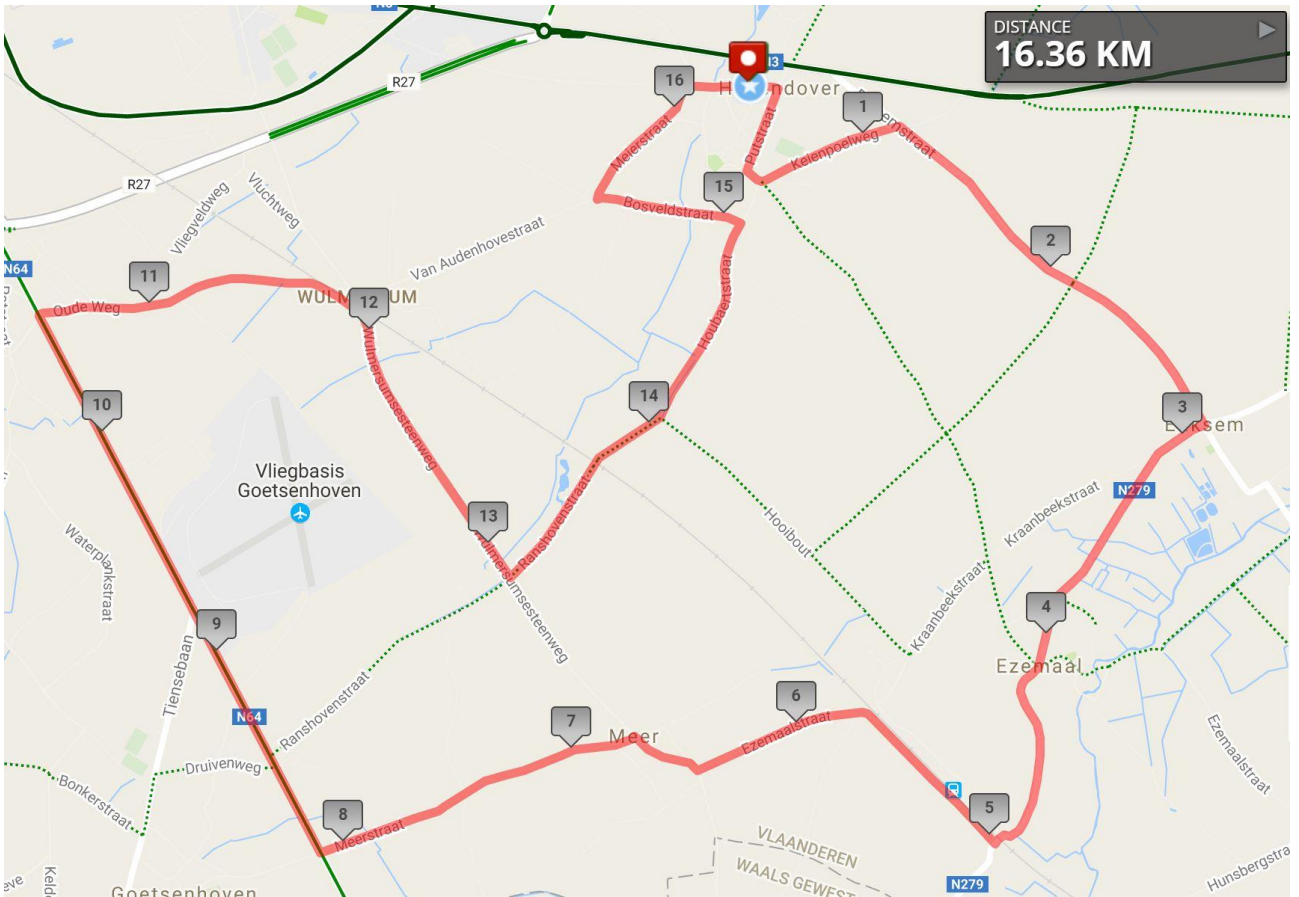 DISTANCE
16.36 KM
N3
R27
16
1
Putstraat
Meierstraat
Kelenpoelweg
R27
Vluchtweg
Vliegveldweg
15
Bosveldstraat
2
Van Audenhovestraat
N64
11
Oude Weg
12
Houbaertstraat
10
14
3
Wulmersumsesteenweg
Vliegbasis
Goetsenhoven
N279
Kraanbeekstraat
13
Hooibout
Ranshovenstraat
Waterplankstraat
Wulmersumsesteenweg
Kraanbeekstraat
9
4
Ezemaal
Tiensebaan
N64
Ranshovenstraat
6
7
Meer
Ezemaalstraat
Ezemaalstraat
Druivenweg
Bonkerstraat
8
Meerstraat
5
VLAANDEREN
WAALS GEWEST
N279
Goetsenhoven